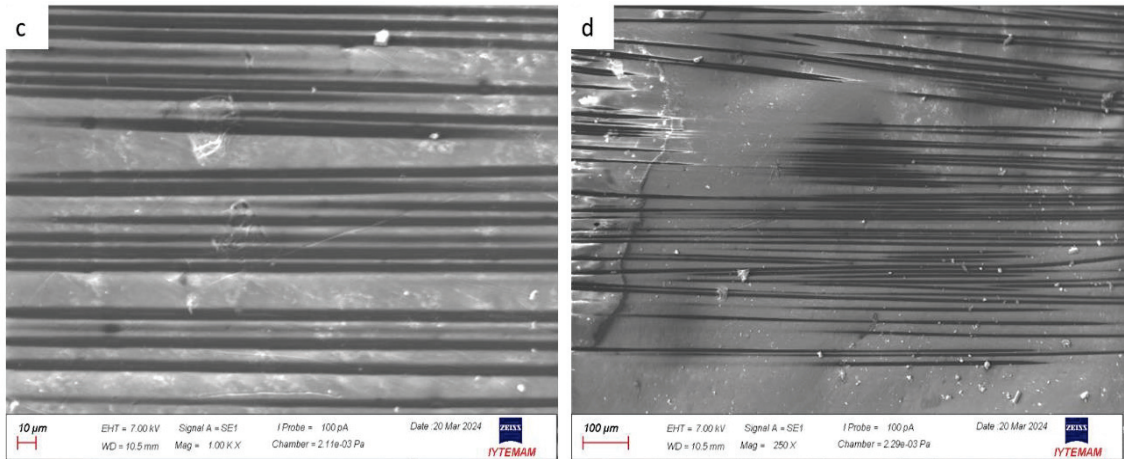 c
d
10 µm
EHT = 7.00 kV
Signal A = SE1
I Probe = 100 pA
Date :20 Mar 2024
WD = 10.5 mm
Mag = 1.00 K X
Chamber = 2.11e-03 Pa
ZEISS
IYTEMAM
100 µm
EHT = 7.00 kV
Signal A = SE1
I Probe = 100 pA
Date :20 Mar 2024
WD = 10.5 mm
Mag = 250 X
Chamber = 2.29e-03 Pa
ZEISS
IYTEMAM